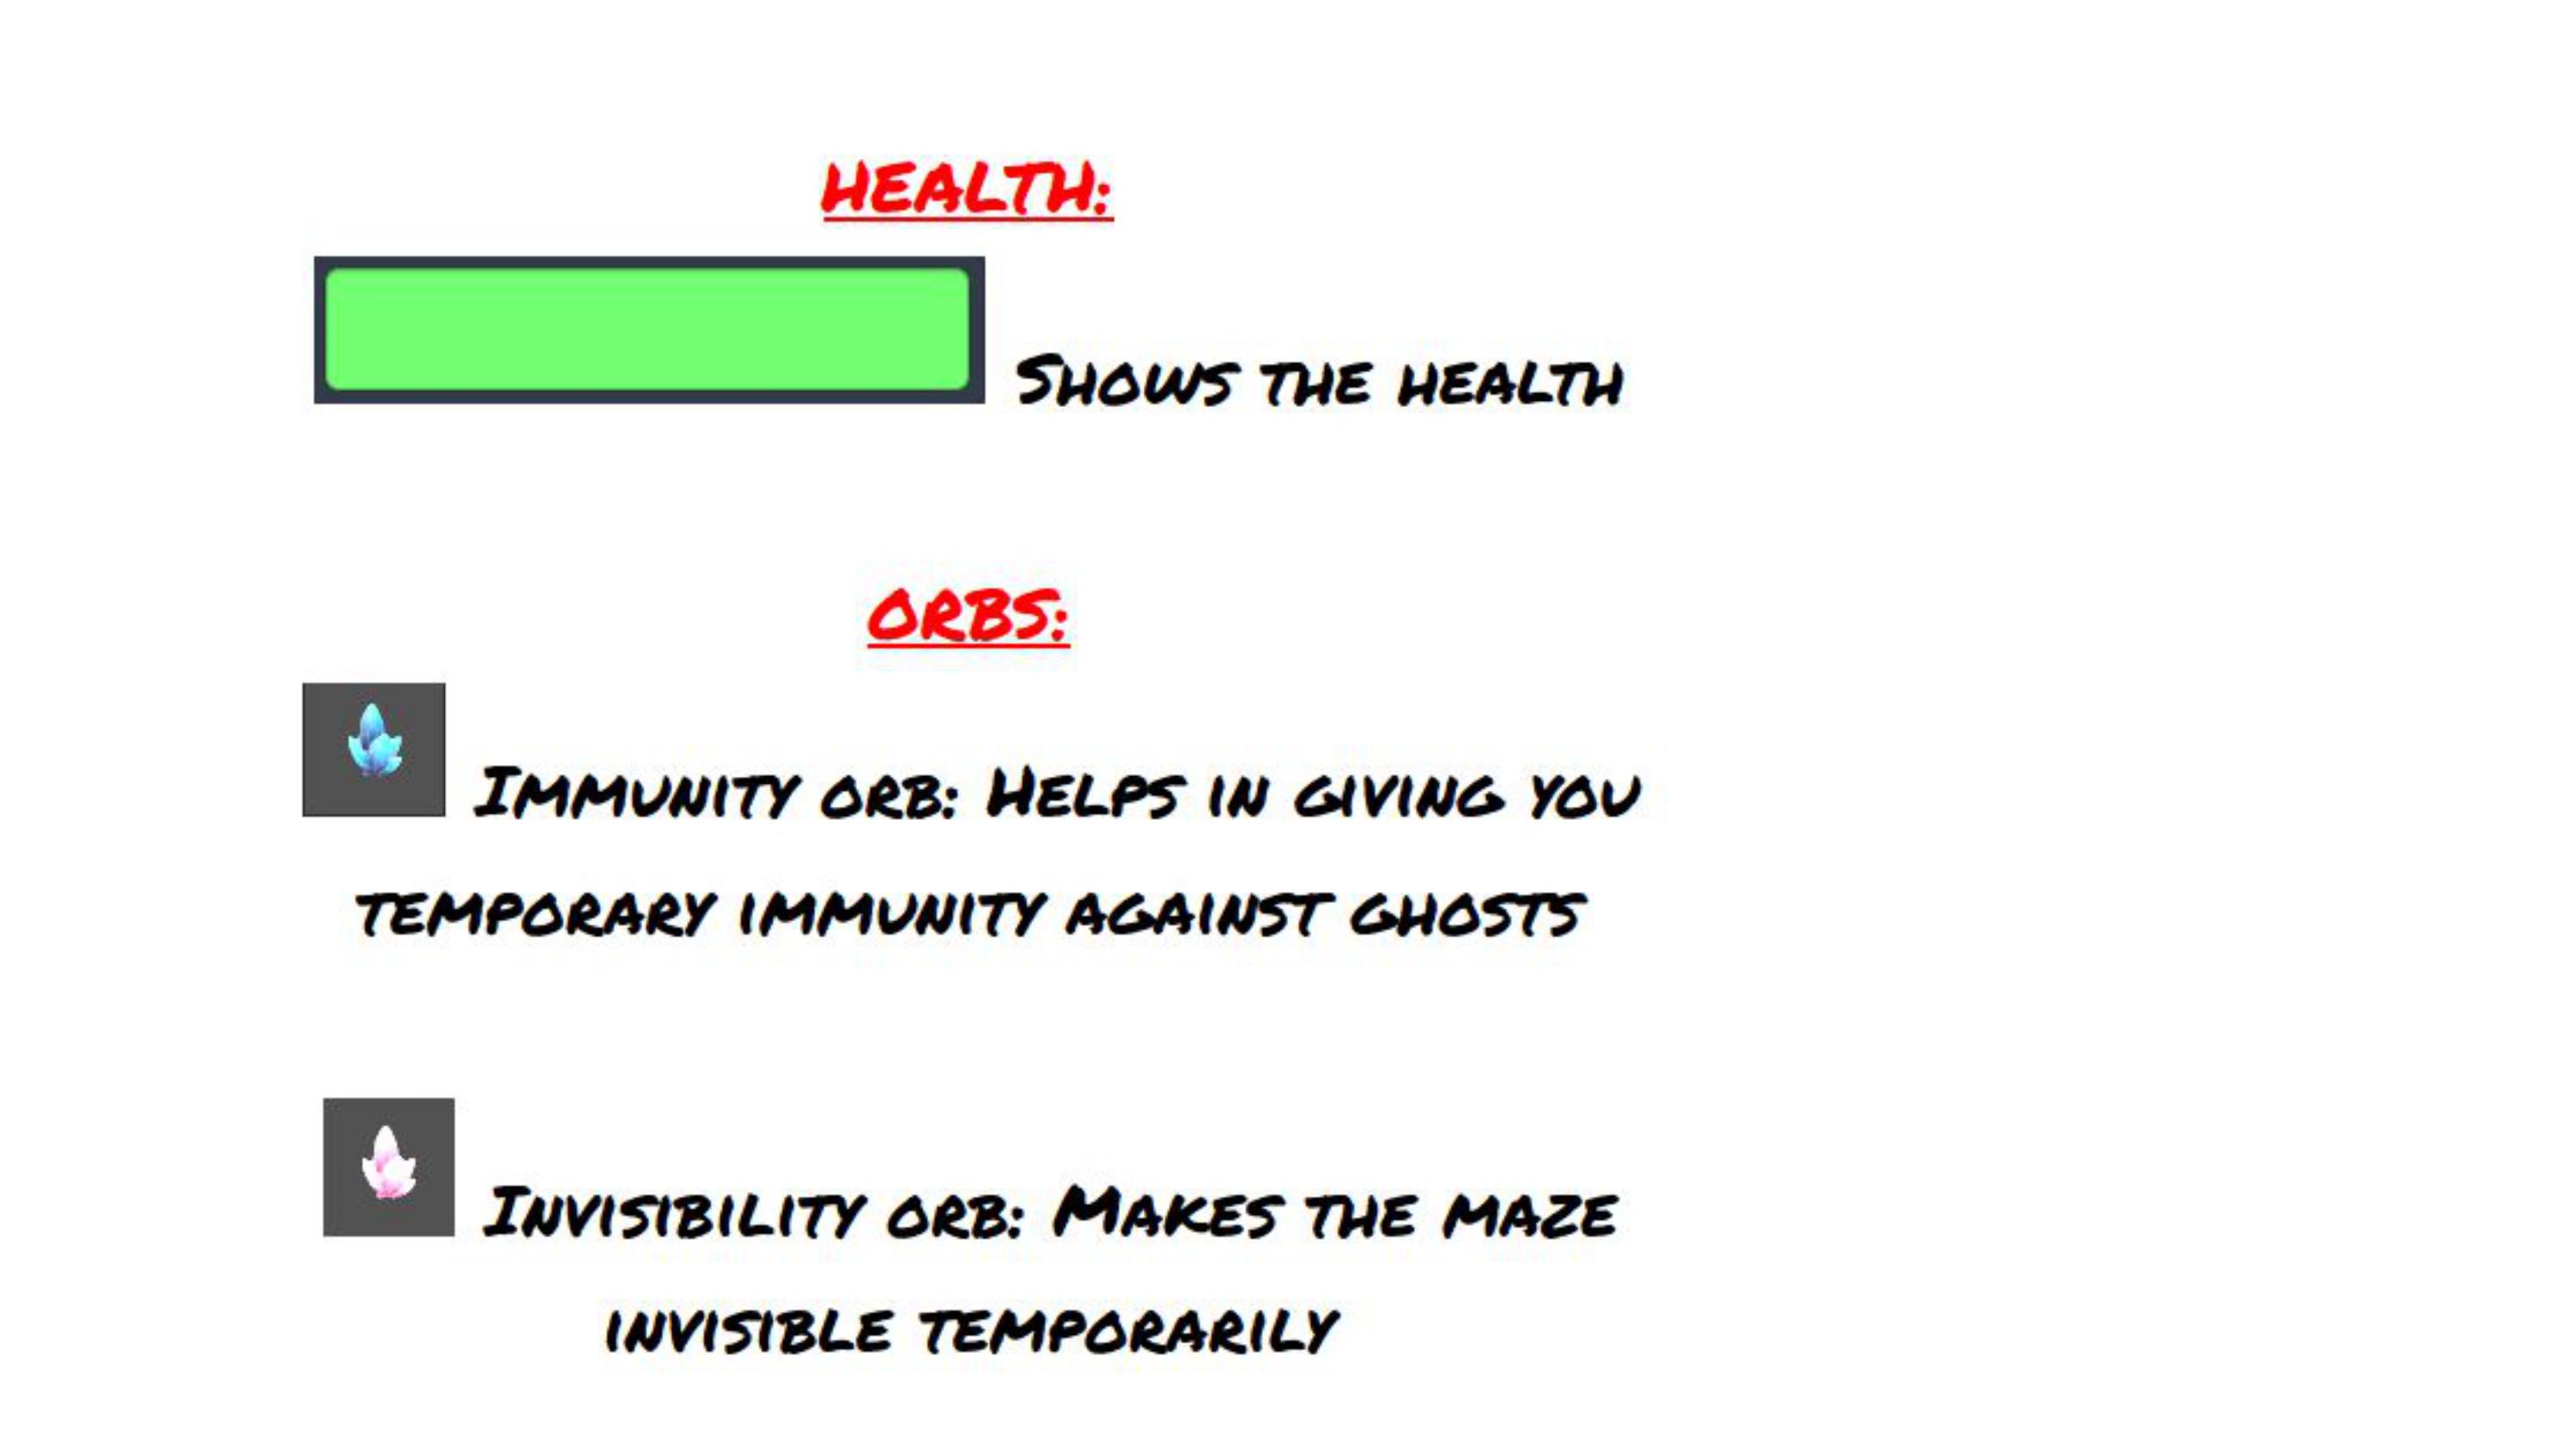 HEALTH:
SHOWS THE HEALTH
ORBS:
IMMUNITY ORB: HELPS IN GIVING YOU
TEMPORARY IMMUNITY AGAINST GHOSTS
INVISIBILITY ORB: MAKES THE MAZE
INVISIBLE TEMPORARILY